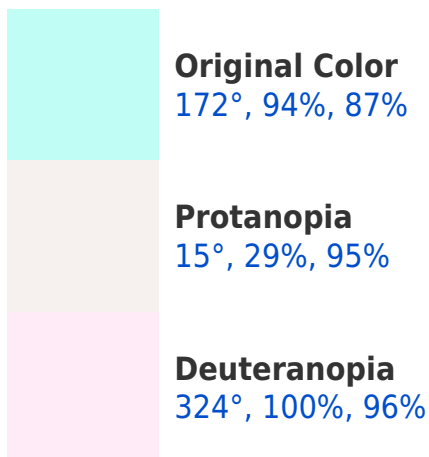 Original Color
172°, 94%, 87%
Protanopia
15°, 29%, 95%
Deuteranopia
324°, 100%, 96%